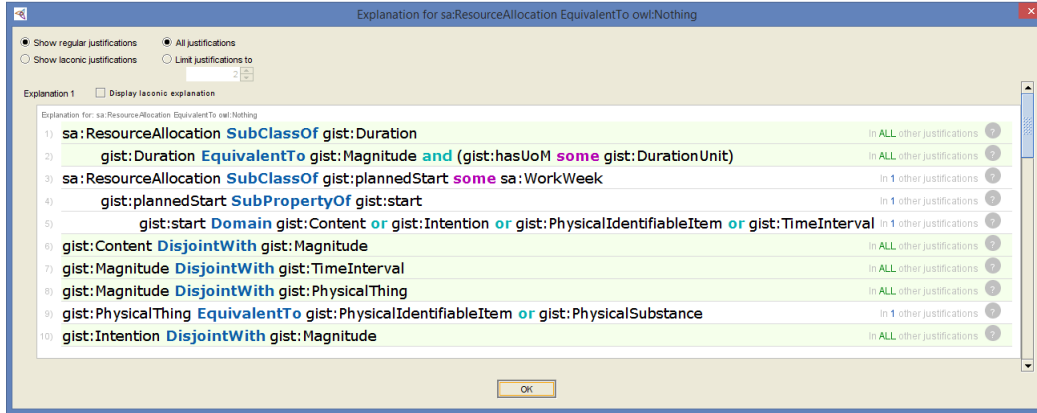 Explanation for sa:ResourceAllocation EquivalentTo owl:Nothing
Show regular justifications All justifications
Show laconic justifications Limit justifications to
2
Explanation 1 Display laconic explanation
Explanation for: sa:ResourceAllocation EquivalentTo owl:Nothing
1) sa:ResourceAllocation SubClassOf gist:Duration In ALL other justifications ?
2) gist:Duration EquivalentTo gist:Magnitude and (gist:hasUoM some gist:DurationUnit) In ALL other justifications ?
3) sa:ResourceAllocation SubClassOf gist:plannedStart some sa:WorkWeek In 1 other justifications ?
4) gist:plannedStart SubPropertyOf gist:start In 1 other justifications ?
5) gist:start Domain gist:Content or gist:Intention or gist:PhysicalIdentifiableItem or gist:TimeInterval In 1 other justifications ?
6) gist:Content DisjointWith gist:Magnitude In ALL other justifications ?
7) gist:Magnitude DisjointWith gist:TimeInterval In ALL other justifications ?
8) gist:Magnitude DisjointWith gist:PhysicalThing In ALL other justifications ?
9) gist:PhysicalThing EquivalentTo gist:PhysicalIdentifiableItem or gist:PhysicalSubstance In 1 other justifications ?
10) gist:Intention DisjointWith gist:Magnitude In ALL other justifications ?
OK